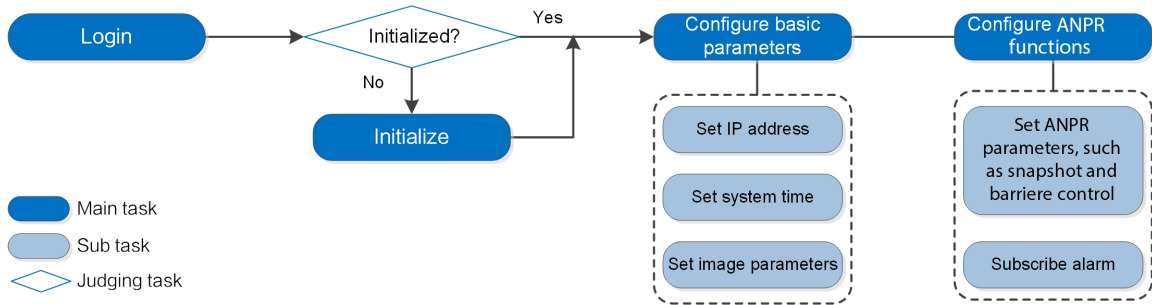 Login
Initialized?
Yes
No
Initialize
Configure basic
parameters
Set IP address
Set system time
Set image parameters
Configure ANPR
functions
Set ANPR
parameters, such
as snapshot and
barriere control
Subscribe alarm
Main task
Sub task
Judging task